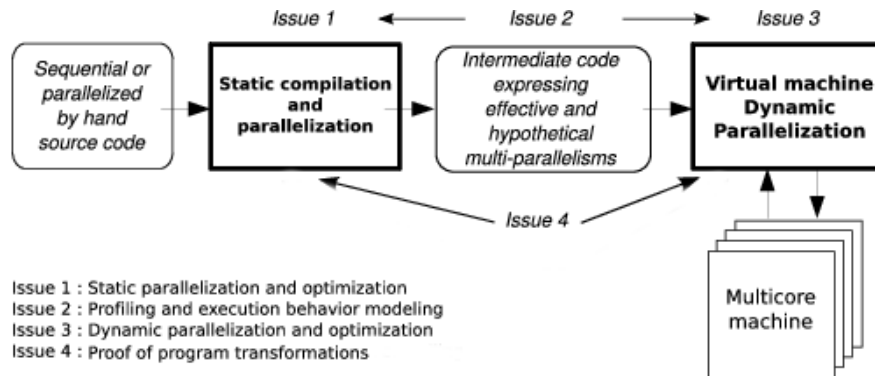 Issue 1
Issue 2
Issue 3
Sequential or
parallelized
by hand
source code
Static compilation
and
parallelization
Intermediate code
expressing
effective and
hypothetical
multi-parallelisms
Virtual machine
Dynamic
Parallelization
Issue 4
Multicore
machine
Issue 1 : Static parallelization and optimization
Issue 2 : Profiling and execution behavior modeling
Issue 3 : Dynamic parallelization and optimization
Issue 4 : Proof of program transformations